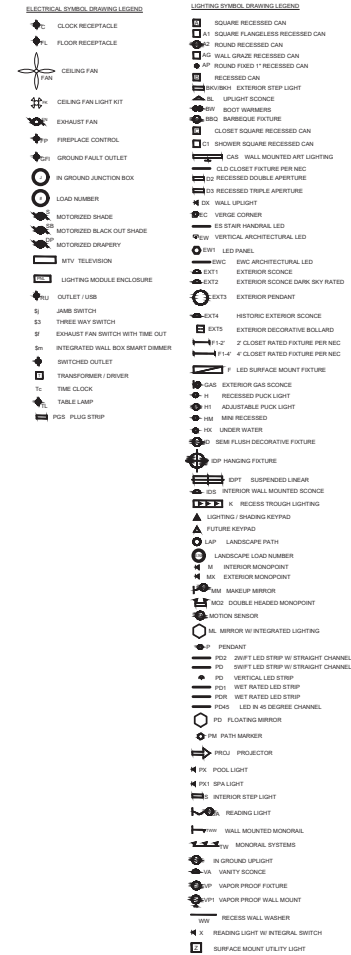 ELECTRICAL SYMBOL DRAWING LEGEND
C CLOCK RECEPTACLE
FL FLOOR RECEPTACLE
CEILING FAN
FAN
CEILING FAN LIGHT KIT
EXHAUST FAN
FP FIREPLACE CONTROL
GFI GROUND FAULT OUTLET
J IN GROUND JUNCTION BOX
LOAD NUMBER
S MOTORIZED SHADE
SB MOTORIZED BLACK OUT SHADE
DP MOTORIZED DRAPERY
MTV TELEVISION
LIGHTING MODULE ENCLOSURE
RU OUTLET / USB
$j JAMB SWITCH
$3 THREE WAY SWITCH
$f EXHAUST FAN SWITCH WITH TIME OUT
$m INTEGRATED WALL BOX SMART DIMMER
SWITCHED OUTLET
T TRANSFORMER / DRIVER
Tc TIME CLOCK
TL TABLE LAMP
PGS PLUG STRIP
LIGHTING SYMBOL DRAWING LEGEND
A SQUARE RECESSED CAN
A1 SQUARE FLANGELESS RECESSED CAN
A2 ROUND RECESSED CAN
AG WALL GRAZE RECESSED CAN
AP ROUND FIXED 1" RECESSED CAN
RECESSED CAN
BKV/BKH EXTERIOR STEP LIGHT
BL UPLIGHT SCONCE
BW BOOT WARMERS
BBQ BARBEQUE FIXTURE
CLOSET SQUARE RECESSED CAN
C1 SHOWER SQUARE RECESSED CAN
CAS WALL MOUNTED ART LIGHTING
CLD CLOSET FIXTURE PER NEC
D2 RECESSED DOUBLE APERTURE
D3 RECESSED TRIPLE APERTURE
DX WALL UPLIGHT
EC VERGE CORNER
ES STAIR HANDRAIL LED
EW VERTICAL ARCHITECTURAL LED
EW1 LED PANEL
EWC EWC ARCHITECTURAL LED
EXT1 EXTERIOR SCONCE
EXT2 EXTERIOR SCONCE DARK SKY RATED
EXT3 EXTERIOR PENDANT
EXT4 HISTORIC EXTERIOR SCONCE
EXT5 EXTERIOR DECORATIVE BOLLARD
F1-2' 2' CLOSET RATED FIXTURE PER NEC
F1-4' 4' CLOSET RATED FIXTURE PER NEC
F LED SURFACE MOUNT FIXTURE
GAS EXTERIOR GAS SCONCE
H RECESSED PUCK LIGHT
H1 ADJUSTABLE PUCK LIGHT
HM MINI RECESSED
HX UNDER WATER
D SEMI FLUSH DECORATIVE FIXTURE
IDP HANGING FIXTURE
IDPT SUSPENDED LINEAR
IDS INTERIOR WALL MOUNTED SCONCE
K RECESS TROUGH LIGHTING
LIGHTING / SHADING KEYPAD
FUTURE KEYPAD
LAP LANDSCAPE PATH
LANDSCAPE LOAD NUMBER
M INTERIOR MONOPOINT
MX EXTERIOR MONOPOINT
MM MAKEUP MIRROR
MO2 DOUBLE HEADED MONOPOINT
MOTION SENSOR
ML MIRROR W/ INTEGRATED LIGHTING
P PENDANT
PD2 2W/FT LED STRIP W/ STRAIGHT CHANNEL
PD 5W/FT LED STRIP W/ STRAIGHT CHANNEL
PD VERTICAL LED STRIP
PD1 WET RATED LED STRIP
PDR WET RATED LED STRIP
PD45 LED IN 45 DEGREE CHANNEL
PD FLOATING MIRROR
PM PATH MARKER
PROJ PROJECTOR
PX POOL LIGHT
PX1 SPA LIGHT
S INTERIOR STEP LIGHT
READING LIGHT
WALL MOUNTED MONORAIL
TW MONORAIL SYSTEMS
IN GROUND UPLIGHT
VA VANITY SCONCE
VP VAPOR PROOF FIXTURE
VP1 VAPOR PROOF WALL MOUNT
WW RECESS WALL WASHER
X READING LIGHT W/ INTEGRAL SWITCH
Z SURFACE MOUNT UTILITY LIGHT